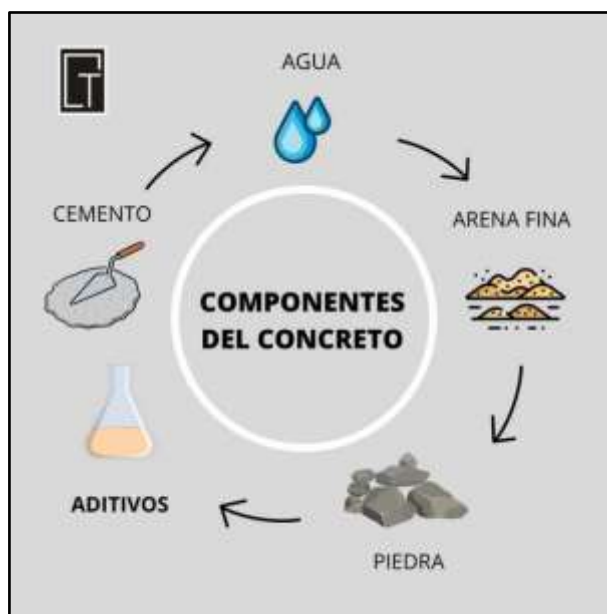 AGUA
CEMENTO
ARENA FINA
COMPONENTES
DEL CONCRETO
ADITIVOS
PIEDRA